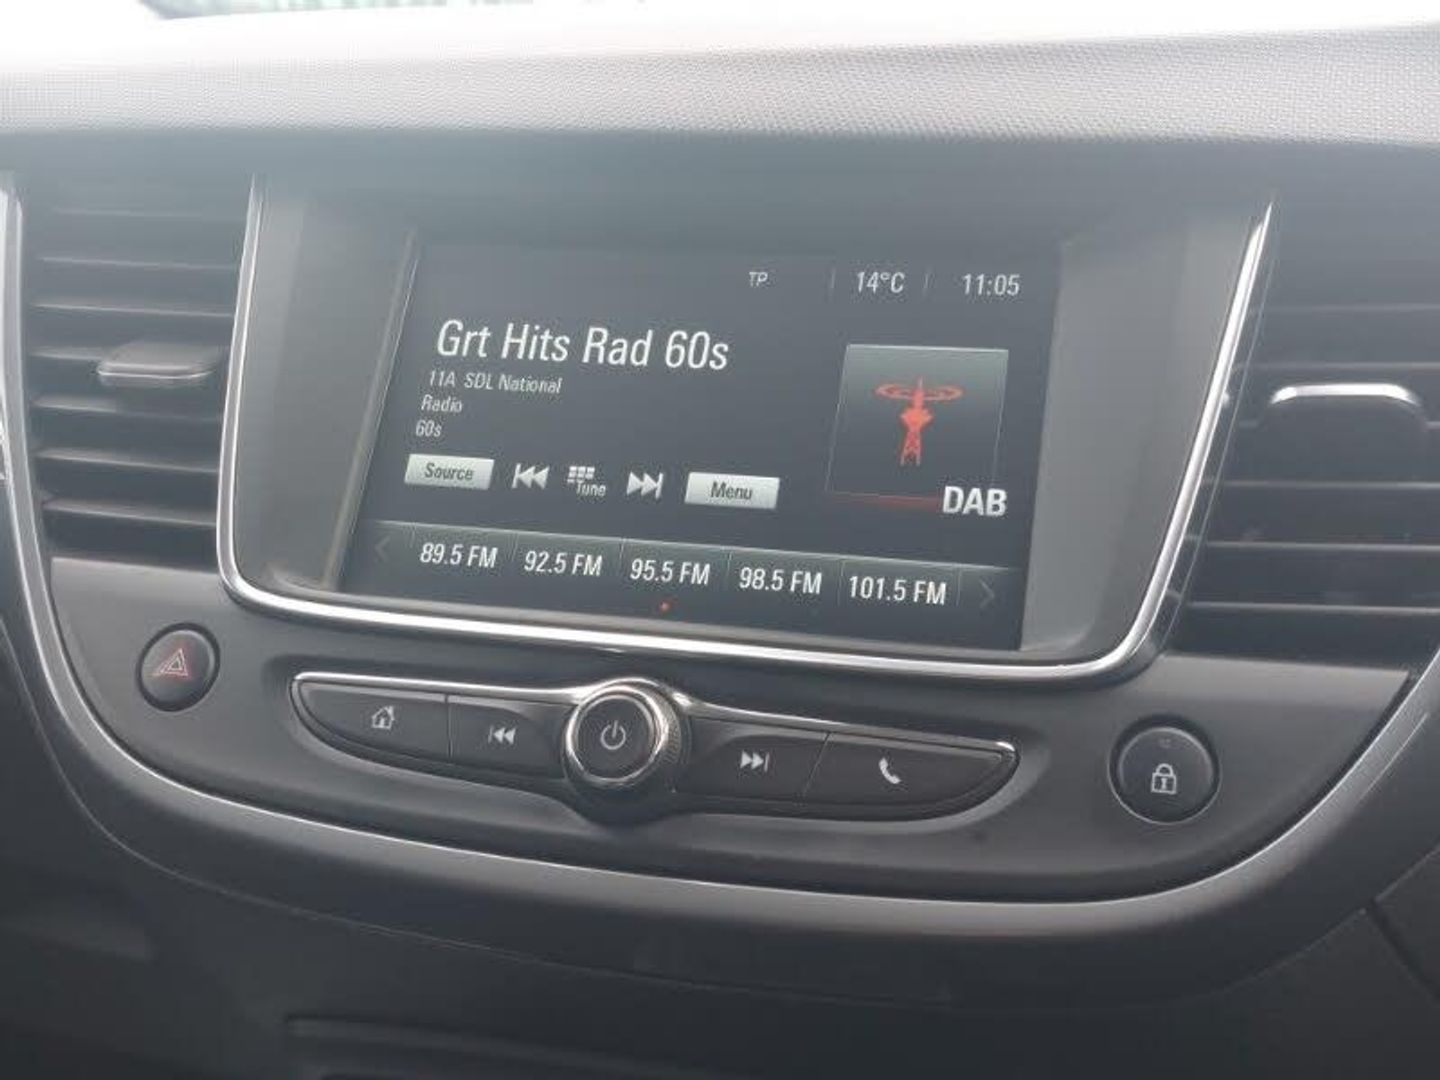 TP 14°C 11:05
Grt Hits Rad 60s
11A SDL National
Radio
60s
Source Tune Menu
DAB
89.5 FM 92.5 FM 95.5 FM 98.5 FM 101.5 FM